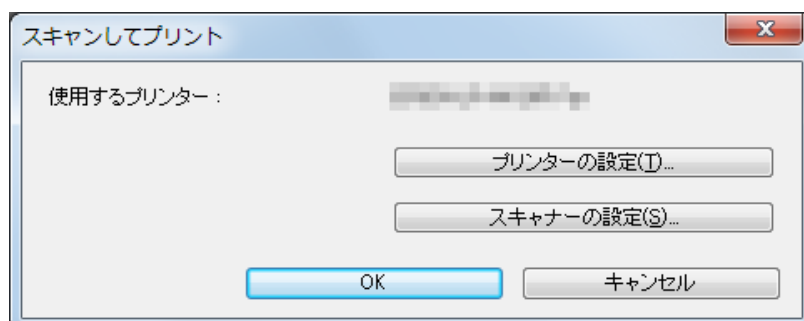 スキャンしてプリント
使用するプリンター：
プリンターの設定(T)...
スキャナーの設定(S)...
OK キャンセル